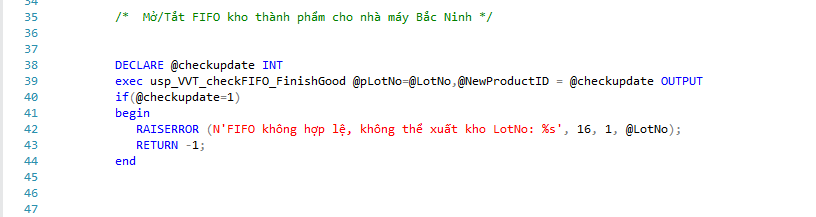 34
35 /* Mở/Tắt FIFO kho thành phẩm cho nhà máy Bắc Ninh */
36
37
38 DECLARE @checkupdate INT
39 exec usp_VVT_checkFIFO_FinishGood @pLotNo=@LotNo,@NewProductID = @checkupdate OUTPUT
40 if(@checkupdate=1)
41 begin
42 RAISERROR (N'FIFO không hợp lệ, không thể xuất kho LotNo: %s', 16, 1, @LotNo);
43 RETURN -1;
44 end
45
46
47